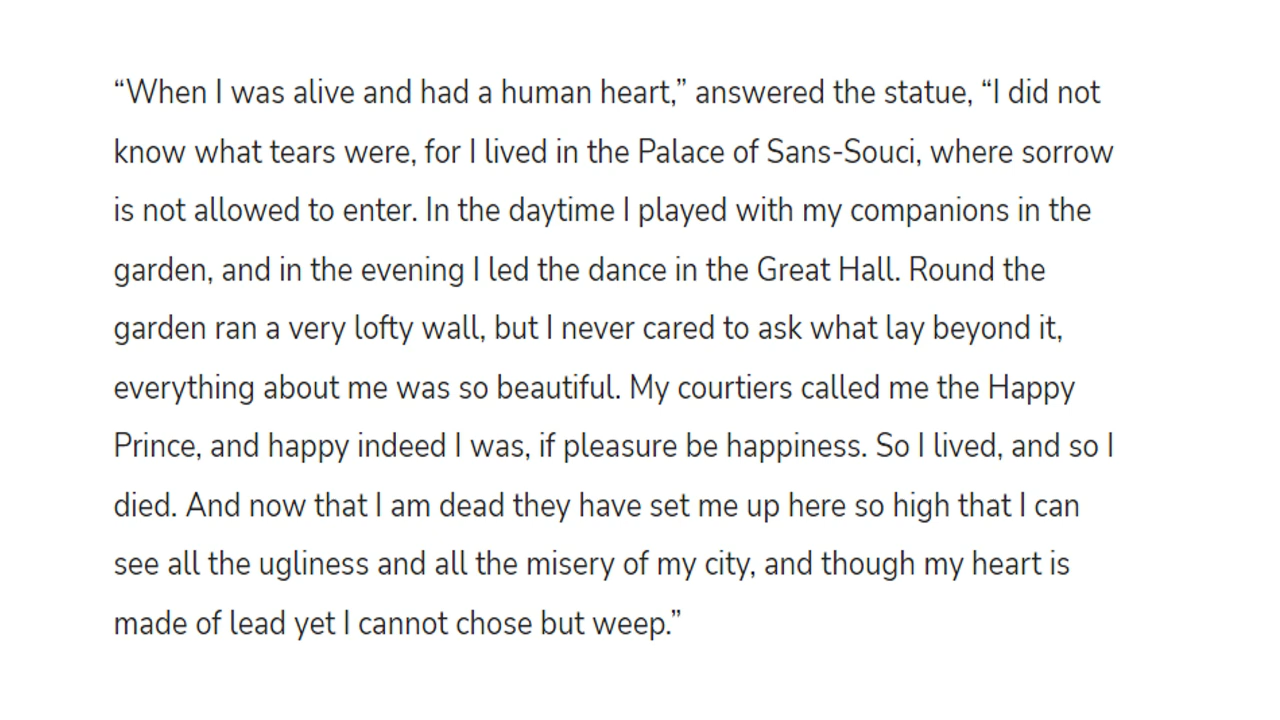 “When I was alive and had a human heart,” answered the statue, “I did not
know what tears were, for I lived in the Palace of Sans-Souci, where sorrow
is not allowed to enter. In the daytime I played with my companions in the
garden, and in the evening I led the dance in the Great Hall. Round the
garden ran a very lofty wall, but I never cared to ask what lay beyond it,
everything about me was so beautiful. My courtiers called me the Happy
Prince, and happy indeed I was, if pleasure be happiness. So I lived, and so I
died. And now that I am dead they have set me up here so high that I can
see all the ugliness and all the misery of my city, and though my heart is
made of lead yet I cannot chose but weep.”